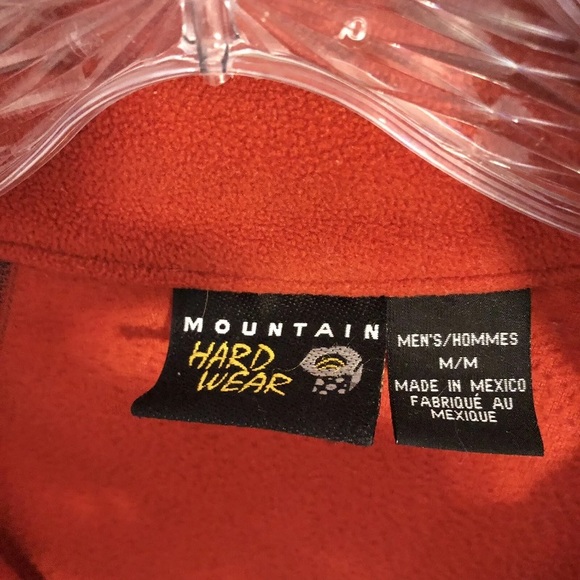 MOUNTAIN
HARD
WEAR
MEN'S/HOMMES
M/M
MADE IN MEXICO
FABRIQUÉ AU
MEXIQUE